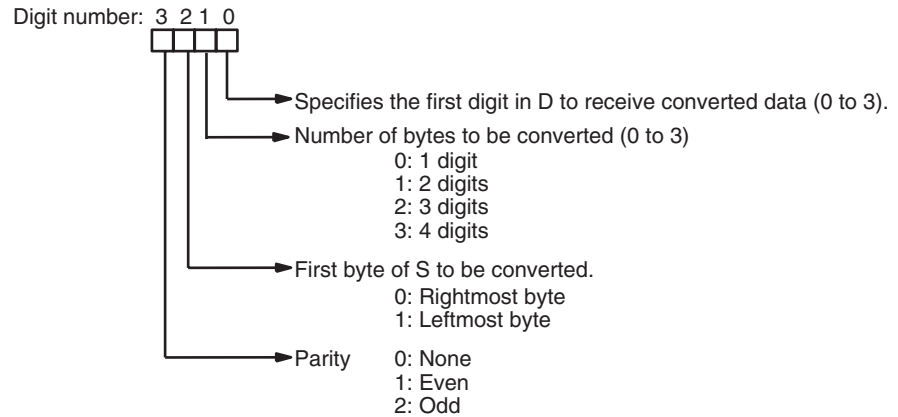 Digit number: 3 2 1 0
Specifies the first digit in D to receive converted data (0 to 3).
Number of bytes to be converted (0 to 3)
0: 1 digit
1: 2 digits
2: 3 digits
3: 4 digits
First byte of S to be converted.
0: Rightmost byte
1: Leftmost byte
Parity 0: None
1: Even
2: Odd